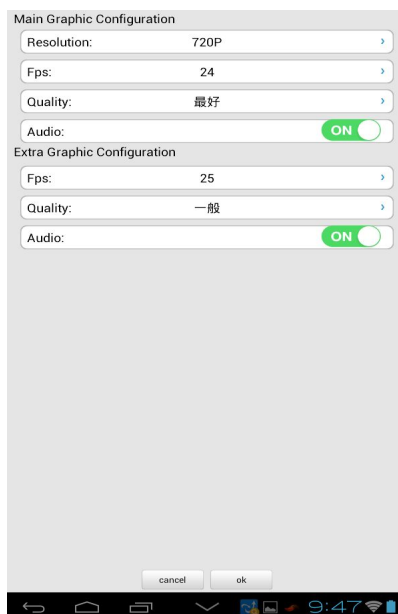 Main Graphic Configuration
Resolution: 720P
Fps: 24
Quality: 最好
Audio: ON
Extra Graphic Configuration
Fps: 25
Quality: 一般
Audio: ON
cancel ok
9:47